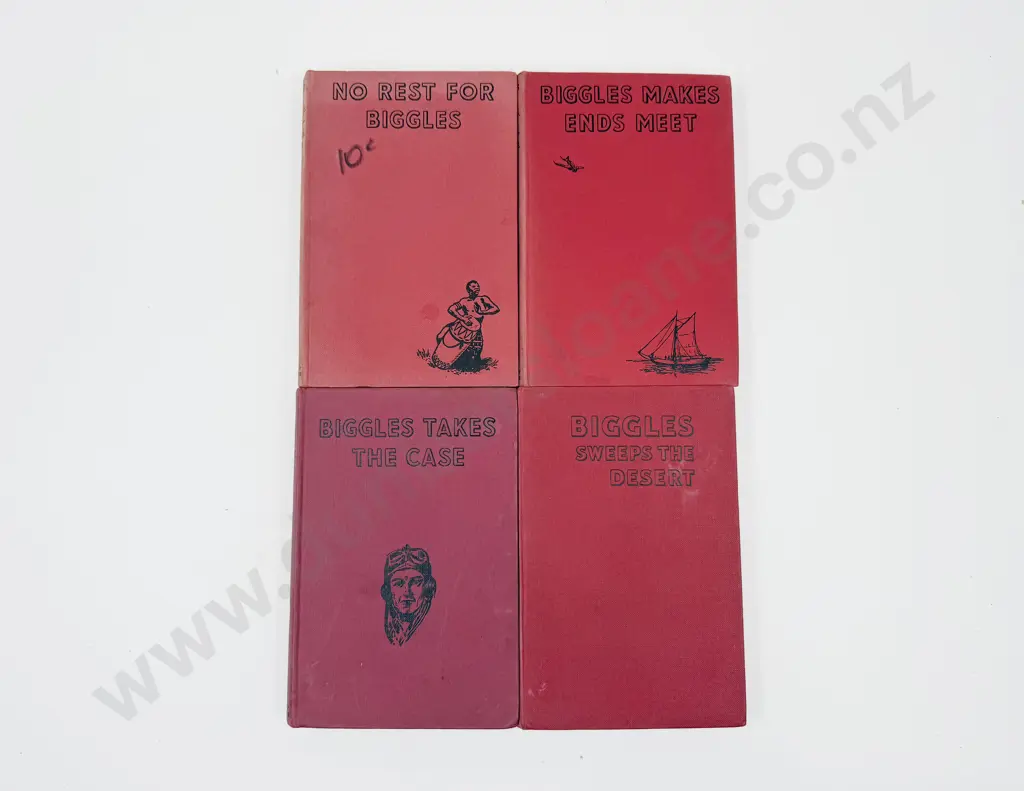 NO REST FOR
BIGGLES
10c
BIGGLES MAKES
ENDS MEET
BIGGLES TAKES
THE CASE
BIGGLES
SWEEPS THE
DESERT